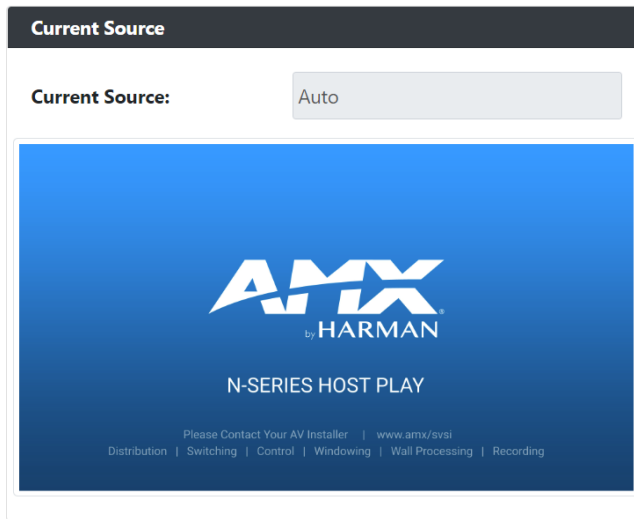 Current Source
Current Source: Auto
AMX®
by HARMAN
N-SERIES HOST PLAY
Please Contact Your AV Installer | www.amx/svsi
Distribution | Switching | Control | Windowing | Wall Processing | Recording